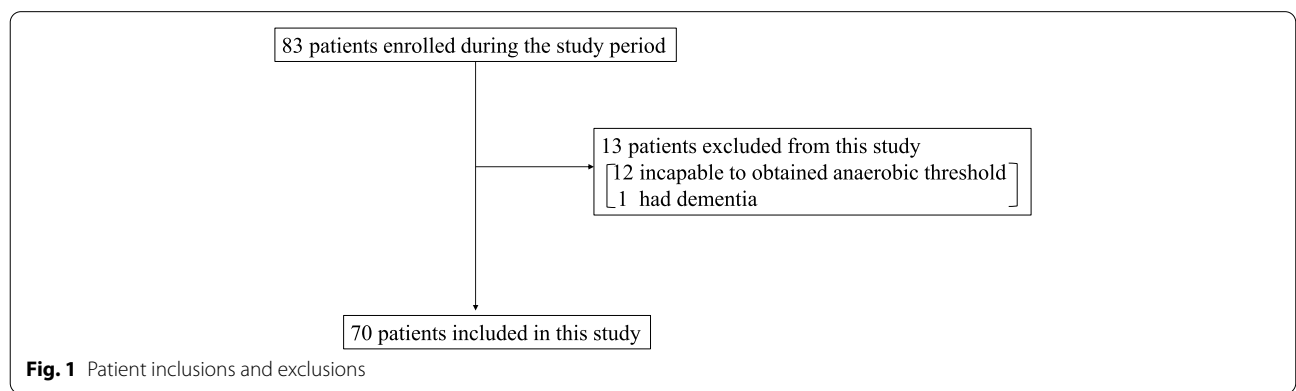 83 patients enrolled during the study period
13 patients excluded from this study
12 incapable to obtained anaerobic threshold
1 had dementia
70 patients included in this study
Fig. 1 Patient inclusions and exclusions